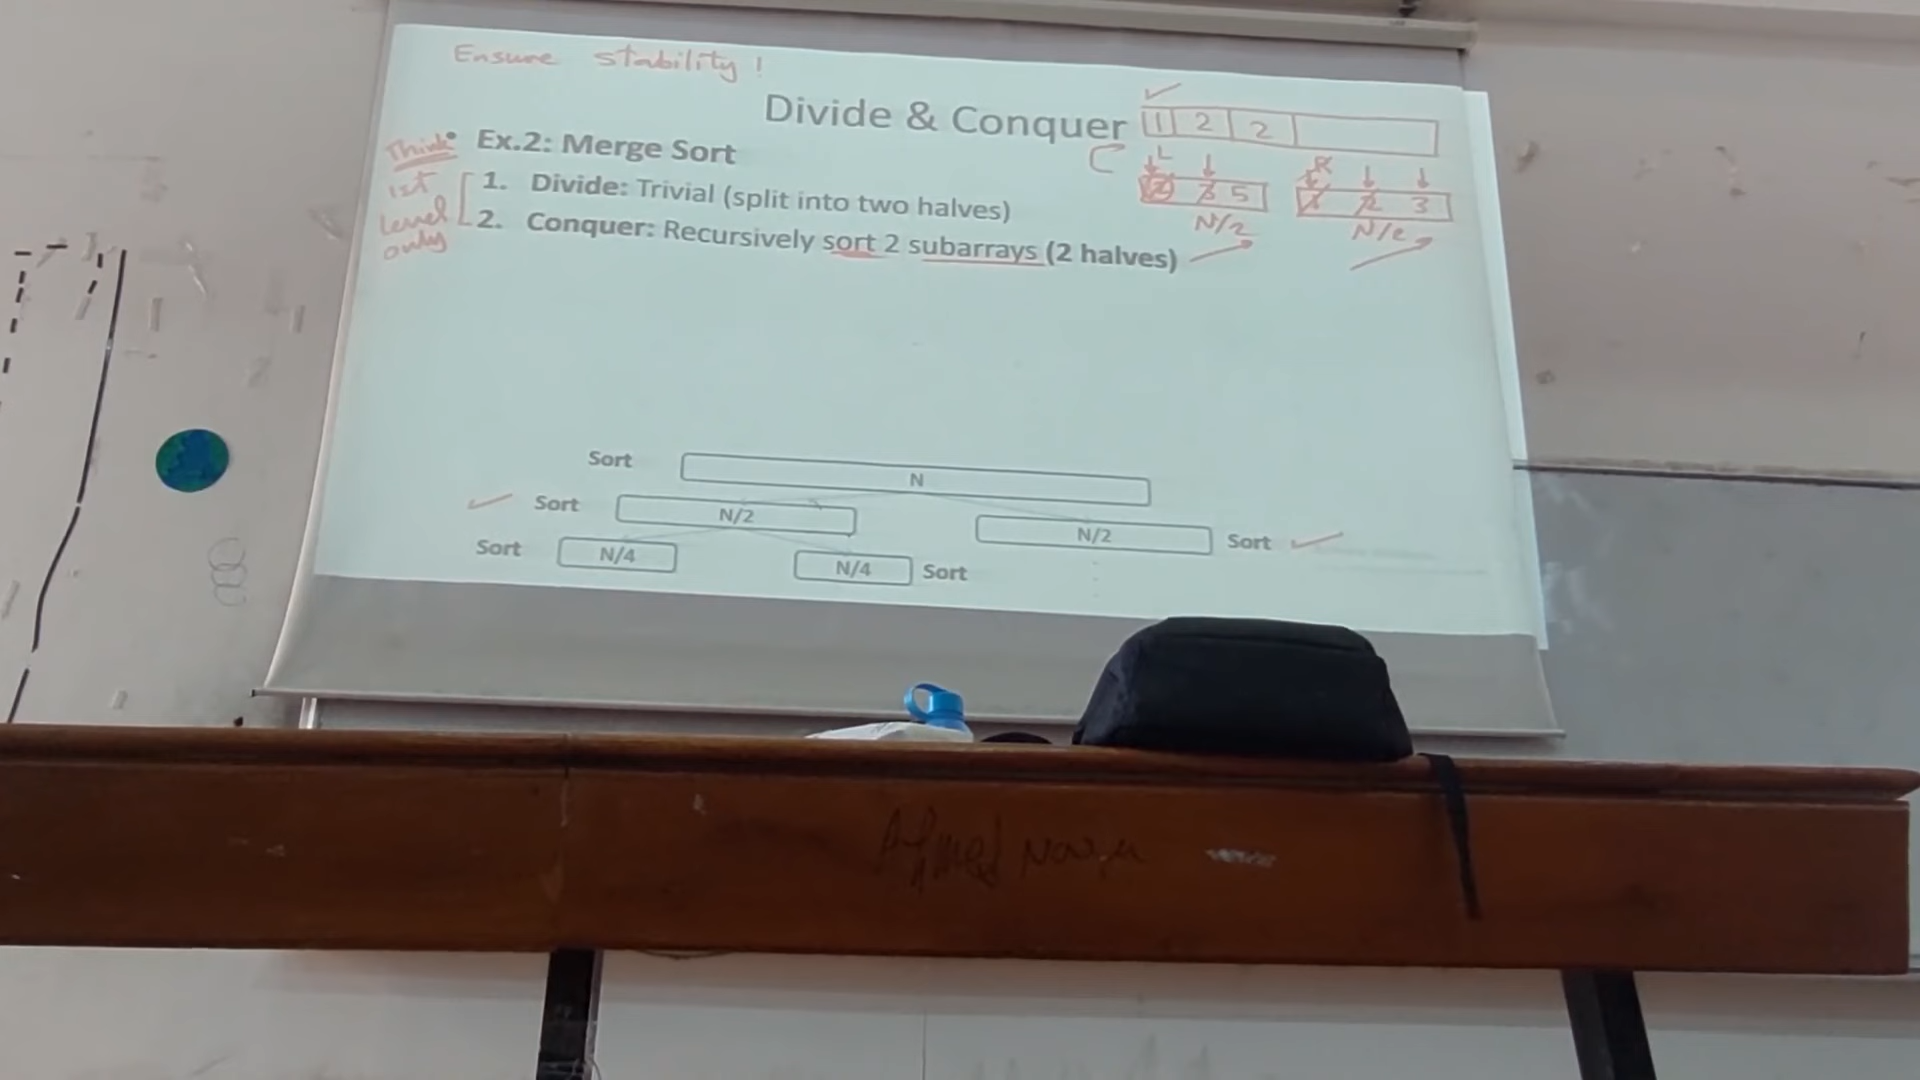 Ensure stability !
Divide & Conquer
1 2 2
Think
1st
level
only
• Ex.2: Merge Sort
1. Divide: Trivial (split into two halves)
2. Conquer: Recursively sort 2 subarrays (2 halves)
C
L
R
5
3
N/2
Sort N
Sort N/2 N/2 Sort
Sort N/4 N/4 Sort